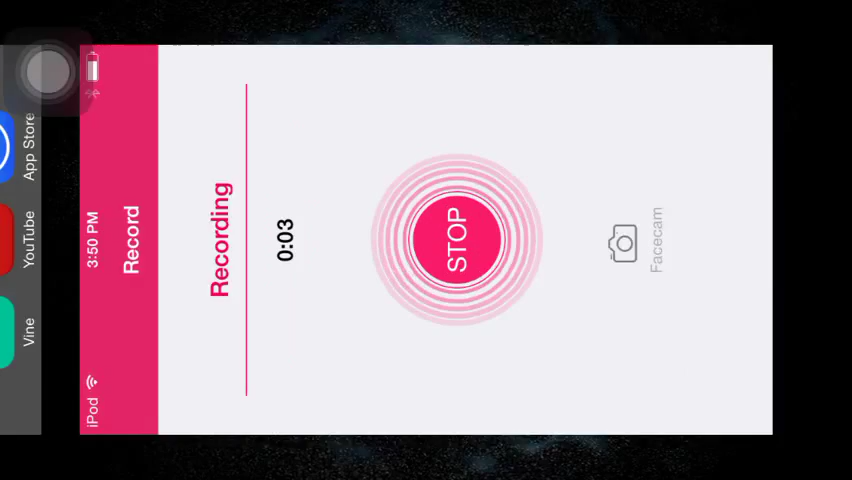 iPod
3:50 PM
Record
Recording
0:03
STOP
Facecam
Vine
YouTube
App Store